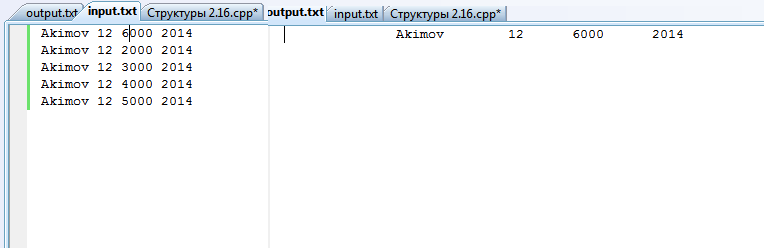 output.txt input.txt Структуры 2.16.cpp*
Akimov 12 6000 2014
Akimov 12 2000 2014
Akimov 12 3000 2014
Akimov 12 4000 2014
Akimov 12 5000 2014
output.txt input.txt Структуры 2.16.cpp*
Akimov 12 6000 2014